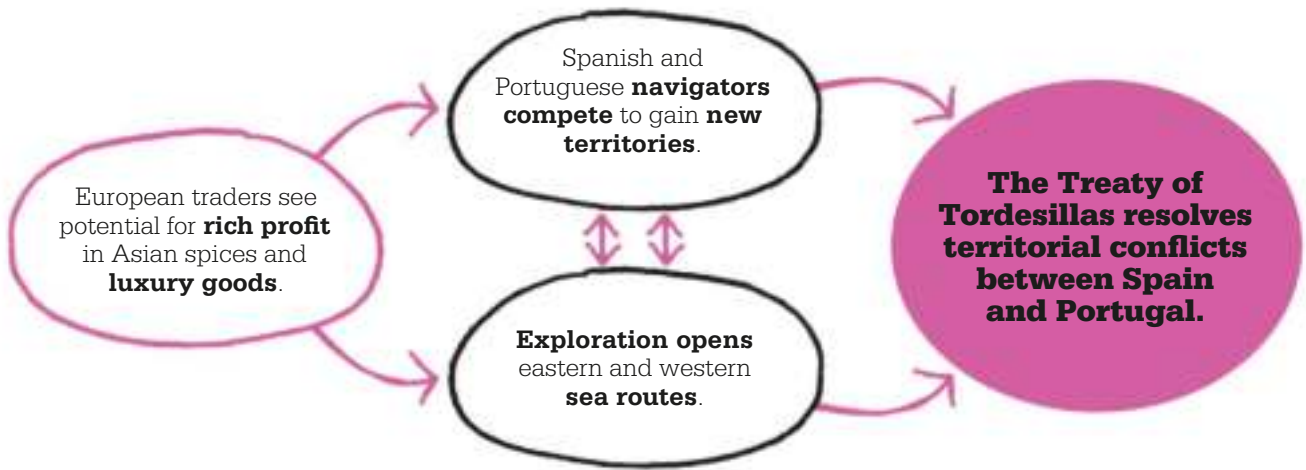 European traders see
potential for rich profit
in Asian spices and
luxury goods.
Spanish and
Portuguese navigators
compete to gain new
territories.
Exploration opens
eastern and western
sea routes.
The Treaty of
Tordesillas resolves
territorial conflicts
between Spain
and Portugal.